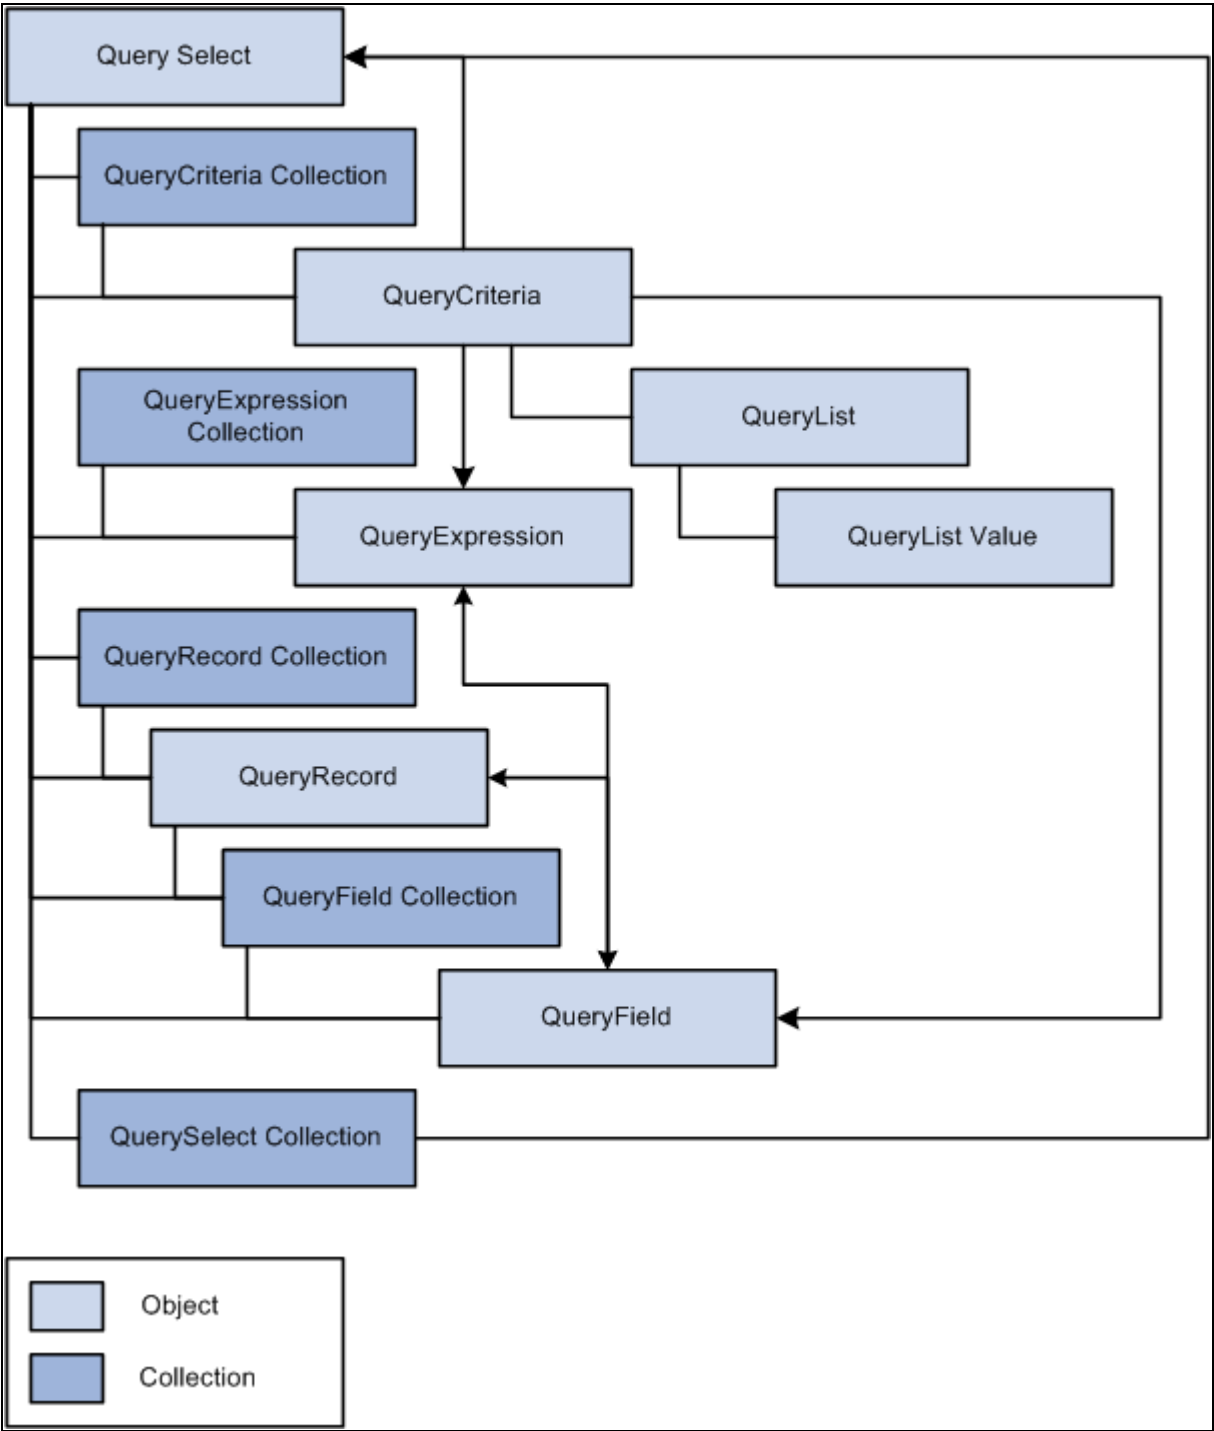 Query Select
QueryCriteria Collection
QueryCriteria
QueryExpression
Collection
QueryList
QueryExpression
QueryList Value
QueryRecord Collection
QueryRecord
QueryField Collection
QueryField
QuerySelect Collection
Object
Collection